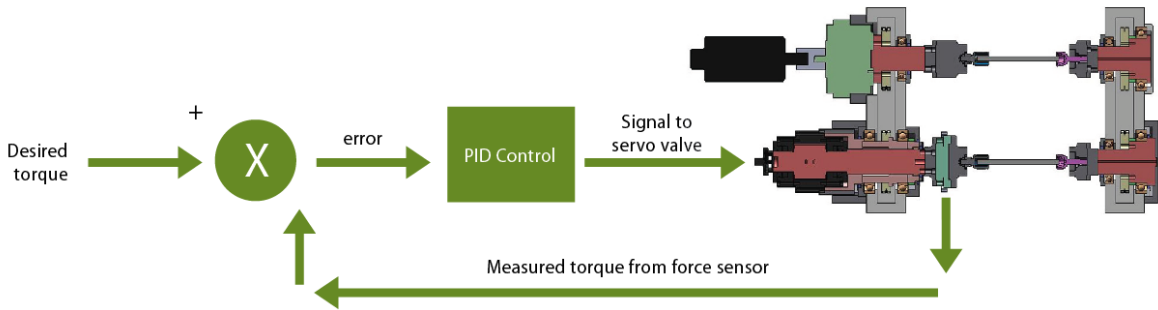 +
Desired
torque
X
error
PID Control
Signal to
servo valve
Measured torque from force sensor